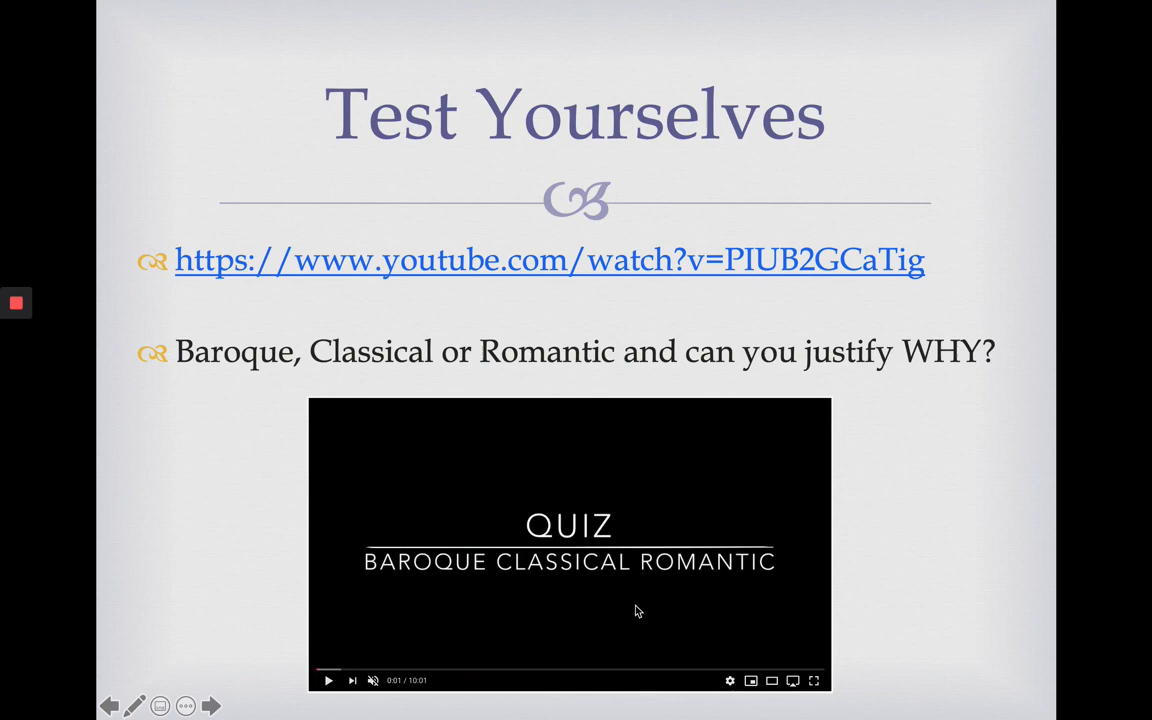 Test Yourselves
https://www.youtube.com/watch?v=PIUB2GCaTig
Baroque, Classical or Romantic and can you justify WHY?
QUIZ
BAROQUE CLASSICAL ROMANTIC
0:01 / 10:01